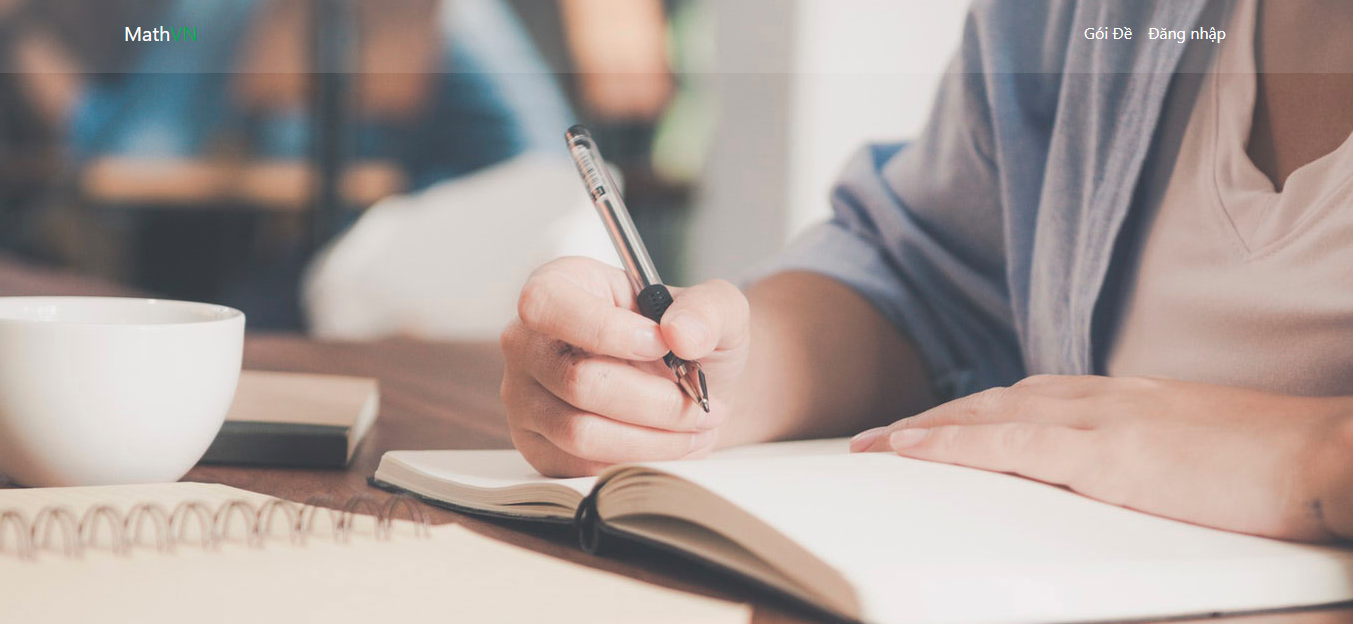 MathVN
Gói Đề
Đăng nhập